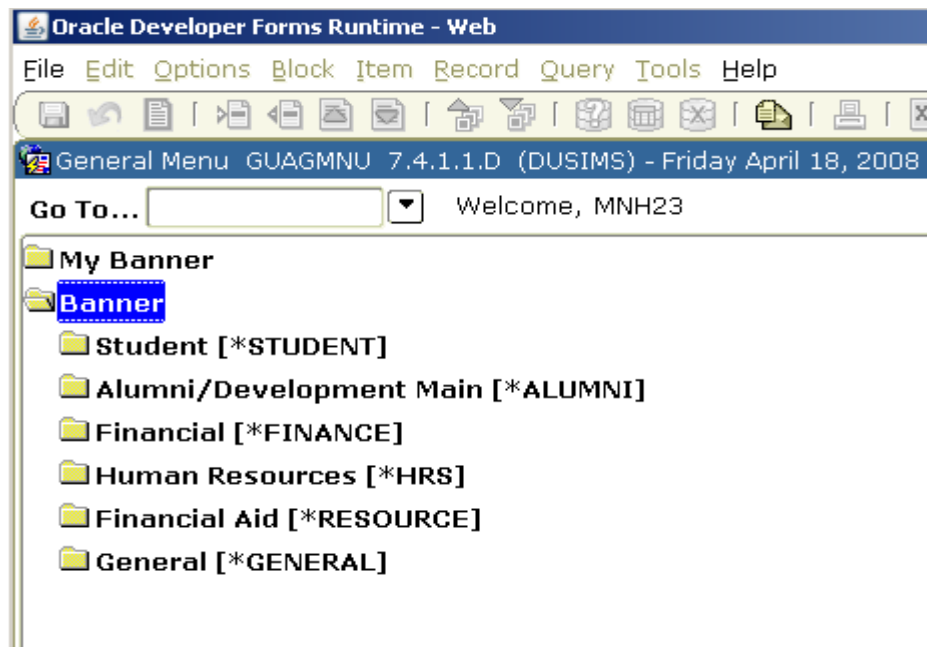 Oracle Developer Forms Runtime - Web
File Edit Options Block Item Record Query Tools Help
General Menu GUAGMNU 7.4.1.1.D (DUSIMS) - Friday April 18, 2008
Go To... Welcome, MNH23
My Banner
Banner
Student [*STUDENT]
Alumni/Development Main [*ALUMNI]
Financial [*FINANCE]
Human Resources [*HRS]
Financial Aid [*RESOURCE]
General [*GENERAL]